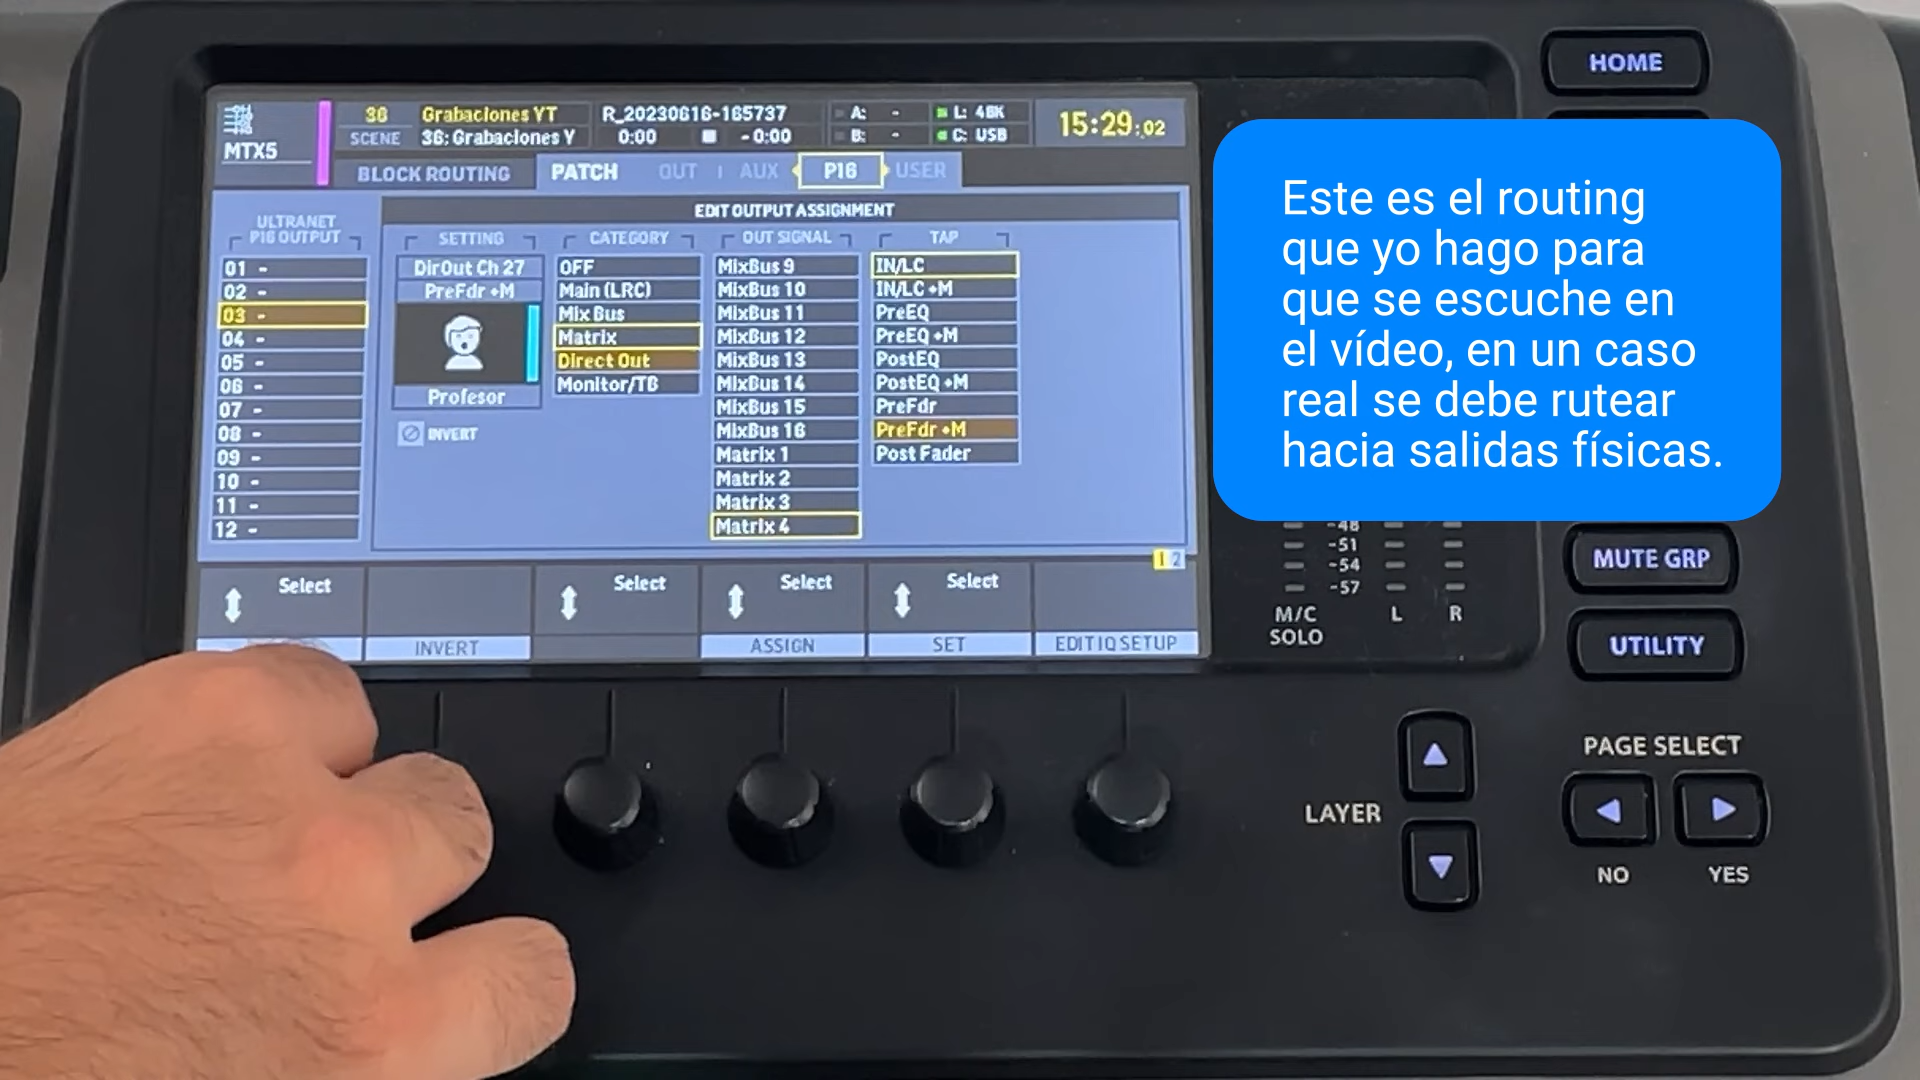 MTX5
36
SCENE
Grabaciones YT
36: Grabaciones Y
R_20230616-165737
0:00
-0:00
A: -
B: -
L: 48K
C: USB
15:29:02
BLOCK ROUTING
PATCH
OUT
AUX
P16
USER
ULTRANET
P16 OUTPUT
01 -
02 -
03 -
04 -
05 -
06 -
07 -
08 -
09 -
10 -
11 -
12 -
EDIT OUTPUT ASSIGNMENT
SETTING
DirOut Ch 27
PreFdr +M
Profesor
INVERT
CATEGORY
OFF
Main (LRC)
Mix Bus
Matrix
Direct Out
Monitor/TB
OUT SIGNAL
MixBus 9
MixBus 10
MixBus 11
MixBus 12
MixBus 13
MixBus 14
MixBus 15
MixBus 16
Matrix 1
Matrix 2
Matrix 3
Matrix 4
TAP
IN/LC
IN/LC +M
PreEQ
PreEQ +M
PostEQ
PostEQ +M
PreFdr
PreFdr +M
Post Fader
1 2
Select
Select
Select
Select
INVERT
ASSIGN
SET
EDIT IQ SETUP
HOME
Este es el routing
que yo hago para
que se escuche en
el vídeo, en un caso
real se debe rutear
hacia salidas físicas.
-48
-51
-54
-57
M/C
SOLO
L
R
MUTE GRP
UTILITY
PAGE SELECT
LAYER
NO
YES